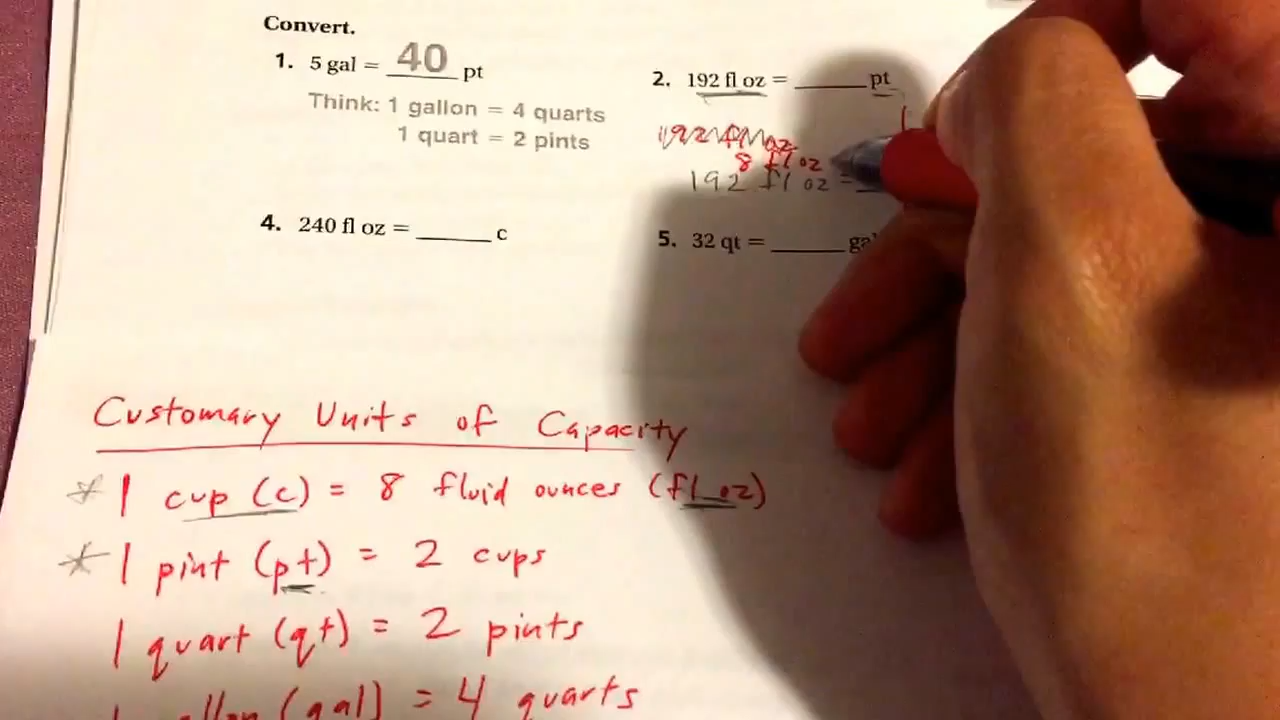 Convert.
1. 5 gal = 40 pt
Think: 1 gallon = 4 quarts
1 quart = 2 pints
2. 192 fl oz = ______ pt
8 fl oz
192 fl oz =
4. 240 fl oz = ______ c
5. 32 qt = ______
Customary Units of Capacity
* 1 cup (c) = 8 fluid ounces (fl oz)
* 1 pint (pt) = 2 cups
1 quart (qt) = 2 pints
(gal) = 4 quarts